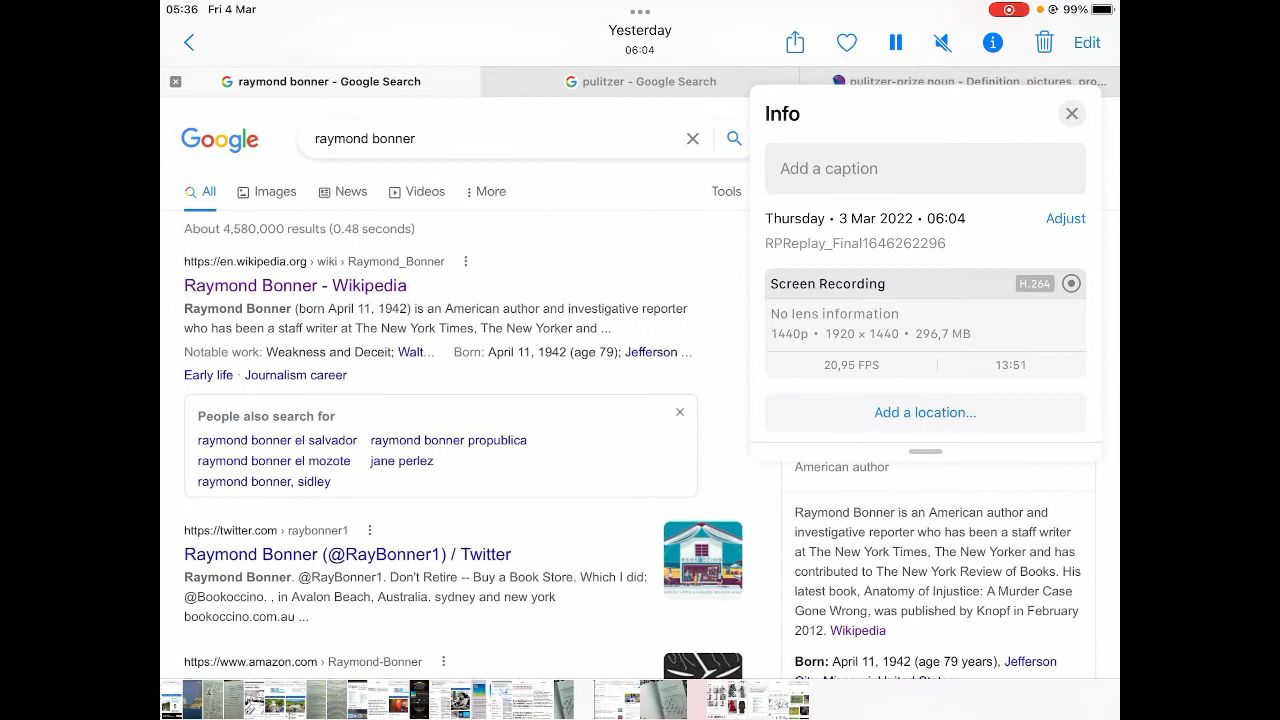 05:36 Fri 4 Mar
99%
Yesterday
06:04
Edit
raymond bonner - Google Search
pulitzer - Google Search
pulitzer-prize noun - Definition, pictures, pro...
Google
raymond bonner
All
Images
News
Videos
More
Tools
About 4,580,000 results (0.48 seconds)
https://en.wikipedia.org › wiki › Raymond_Bonner
Raymond Bonner - Wikipedia
Raymond Bonner (born April 11, 1942) is an American author and investigative reporter
who has been a staff writer at The New York Times, The New Yorker and ...
Notable work: Weakness and Deceit; Walt... Born: April 11, 1942 (age 79); Jefferson ...
Early life · Journalism career
People also search for
raymond bonner el salvador raymond bonner propublica
raymond bonner el mozote jane perlez
raymond bonner, sidley
https://twitter.com › raybonner1
Raymond Bonner (@RayBonner1) / Twitter
Raymond Bonner. @RayBonner1. Don't Retire -- Buy a Book Store. Which I did:
@Bookoccino. , in Avalon Beach, Australia. sydney and new york
bookoccino.com.au ...
https://www.amazon.com › Raymond-Bonner
Info
Add a caption
Thursday • 3 Mar 2022 • 06:04
Adjust
RPReplay_Final1646262296
Screen Recording
H.264
No lens information
1440p • 1920 × 1440 • 296,7 MB
20,95 FPS
13:51
Add a location...
American author
Raymond Bonner is an American author and
investigative reporter who has been a staff writer
at The New York Times, The New Yorker and has
contributed to The New York Review of Books. His
latest book, Anatomy of Injustice: A Murder Case
Gone Wrong, was published by Knopf in February
2012. Wikipedia
Born: April 11, 1942 (age 79 years), Jefferson